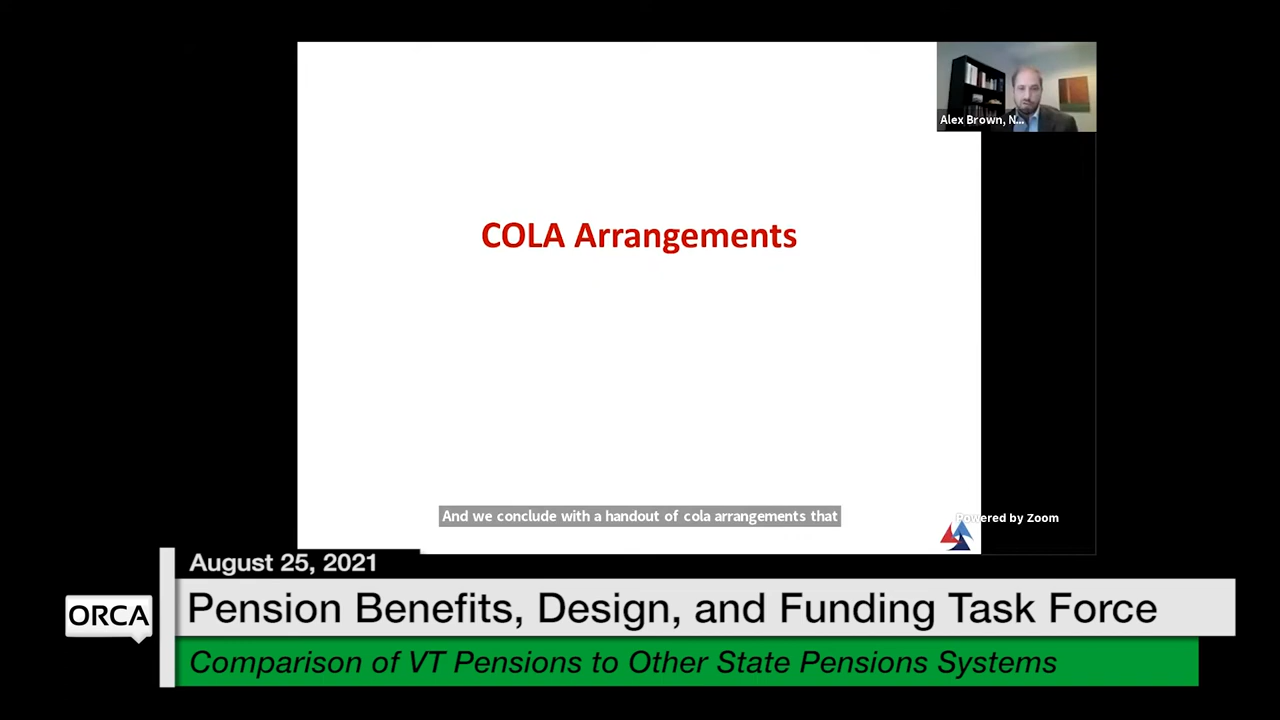 Alex Brown, N...
COLA Arrangements
And we conclude with a handout of cola arrangements that
Powered by Zoom
August 25, 2021
ORCA
Pension Benefits, Design, and Funding Task Force
Comparison of VT Pensions to Other State Pensions Systems